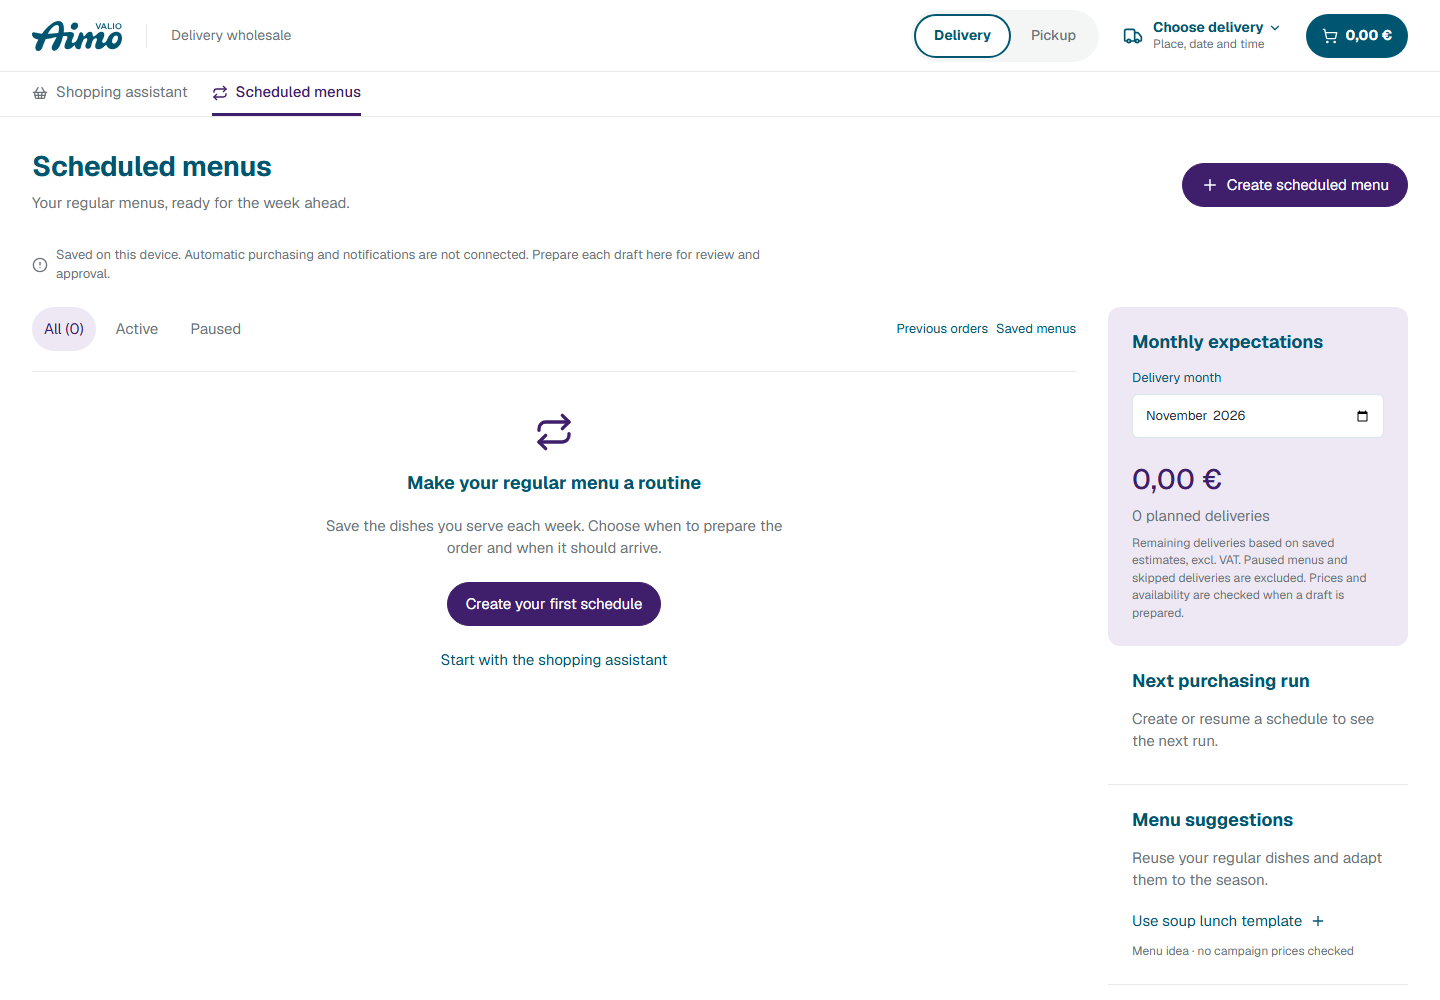 VALIO
Aimo
Delivery wholesale
Delivery
Pickup
Choose delivery
Place, date and time
0,00 €
Shopping assistant
Scheduled menus
Scheduled menus
Your regular menus, ready for the week ahead.
Create scheduled menu
Saved on this device. Automatic purchasing and notifications are not connected. Prepare each draft here for review and
approval.
All (0)
Active
Paused
Previous orders
Saved menus
Make your regular menu a routine
Save the dishes you serve each week. Choose when to prepare the
order and when it should arrive.
Create your first schedule
Start with the shopping assistant
Monthly expectations
Delivery month
November 2026
0,00 €
0 planned deliveries
Remaining deliveries based on saved
estimates, excl. VAT. Paused menus and
skipped deliveries are excluded. Prices and
availability are checked when a draft is
prepared.
Next purchasing run
Create or resume a schedule to see
the next run.
Menu suggestions
Reuse your regular dishes and adapt
them to the season.
Use soup lunch template
Menu idea · no campaign prices checked